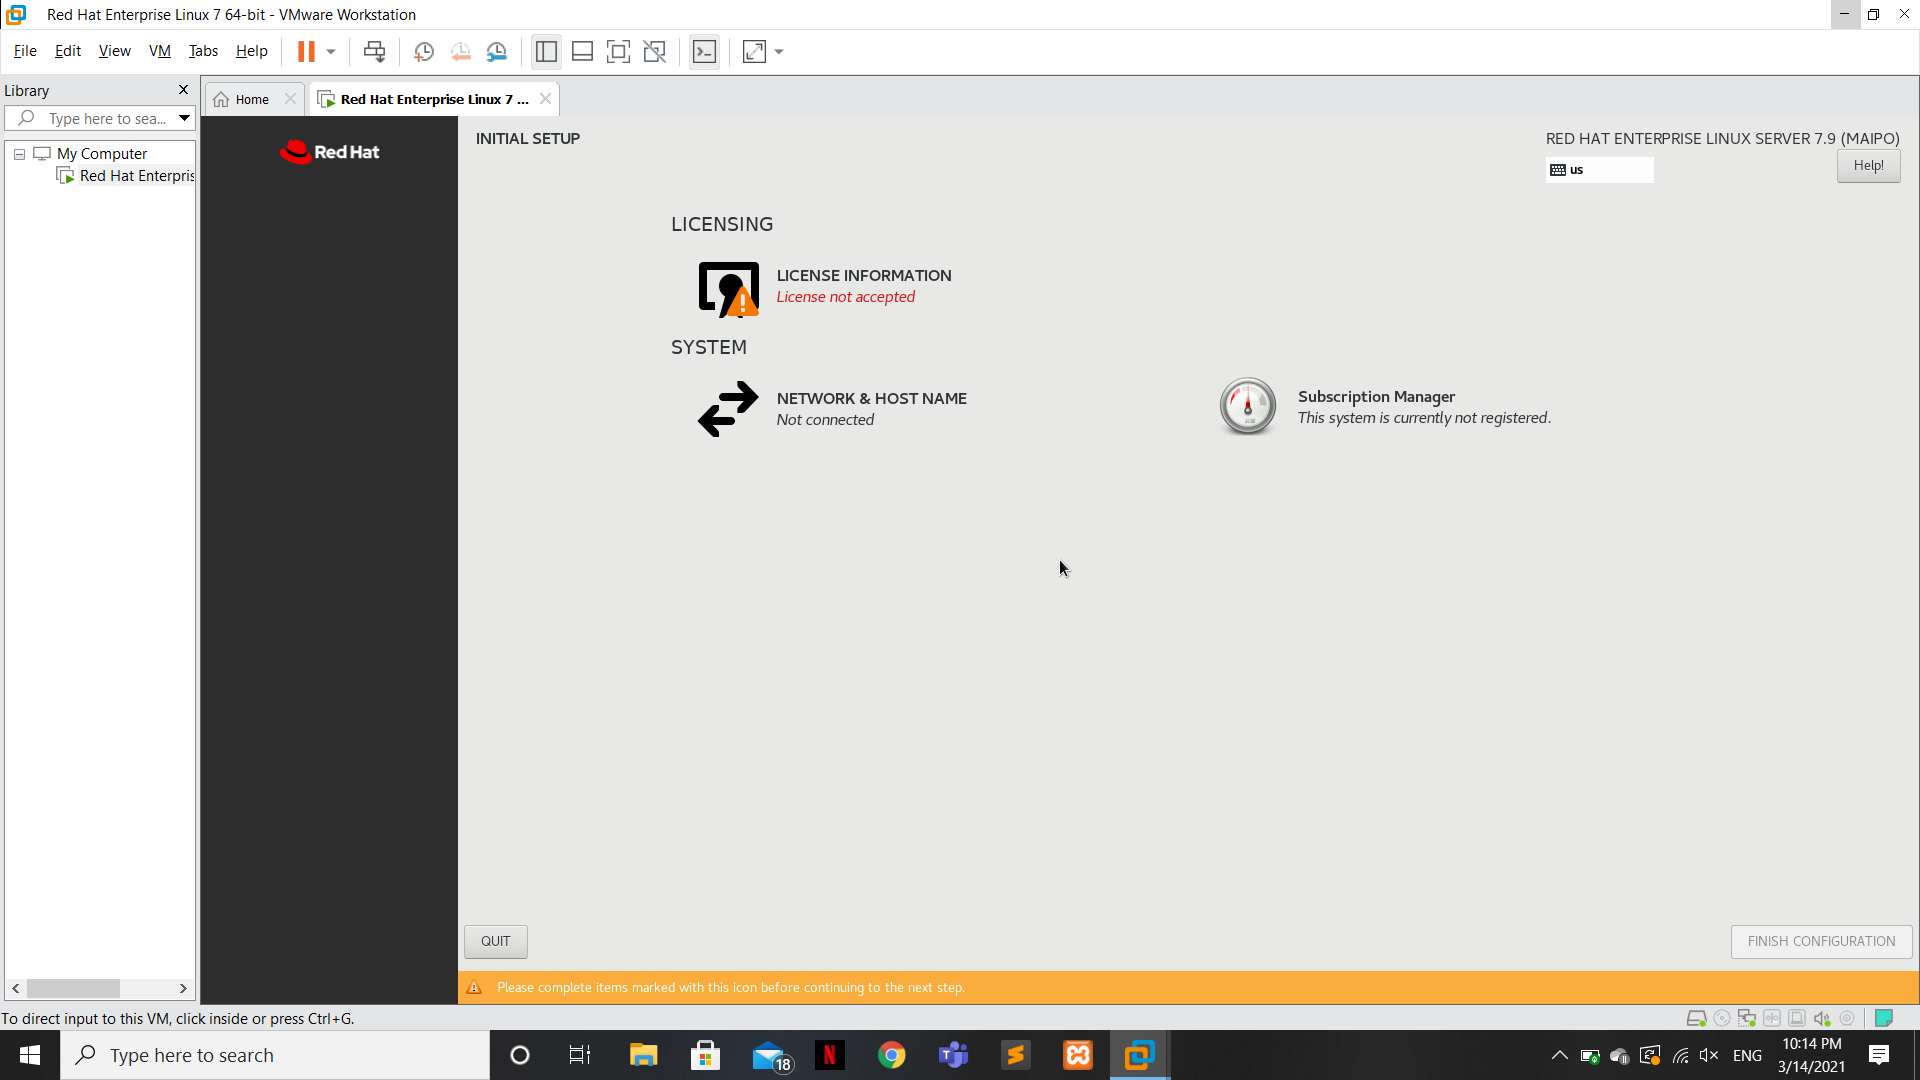 Red Hat Enterprise Linux 7 64-bit - VMware Workstation
File Edit View VM Tabs Help
Library
Type here to sea...
My Computer
Red Hat Enterpris
Home
Red Hat Enterprise Linux 7 ...
Red Hat
INITIAL SETUP
RED HAT ENTERPRISE LINUX SERVER 7.9 (MAIPO)
us
Help!
LICENSING
LICENSE INFORMATION
License not accepted
SYSTEM
NETWORK & HOST NAME
Not connected
Subscription Manager
This system is currently not registered.
QUIT
FINISH CONFIGURATION
Please complete items marked with this icon before continuing to the next step.
To direct input to this VM, click inside or press Ctrl+G.
Type here to search
18
ENG
10:14 PM
3/14/2021